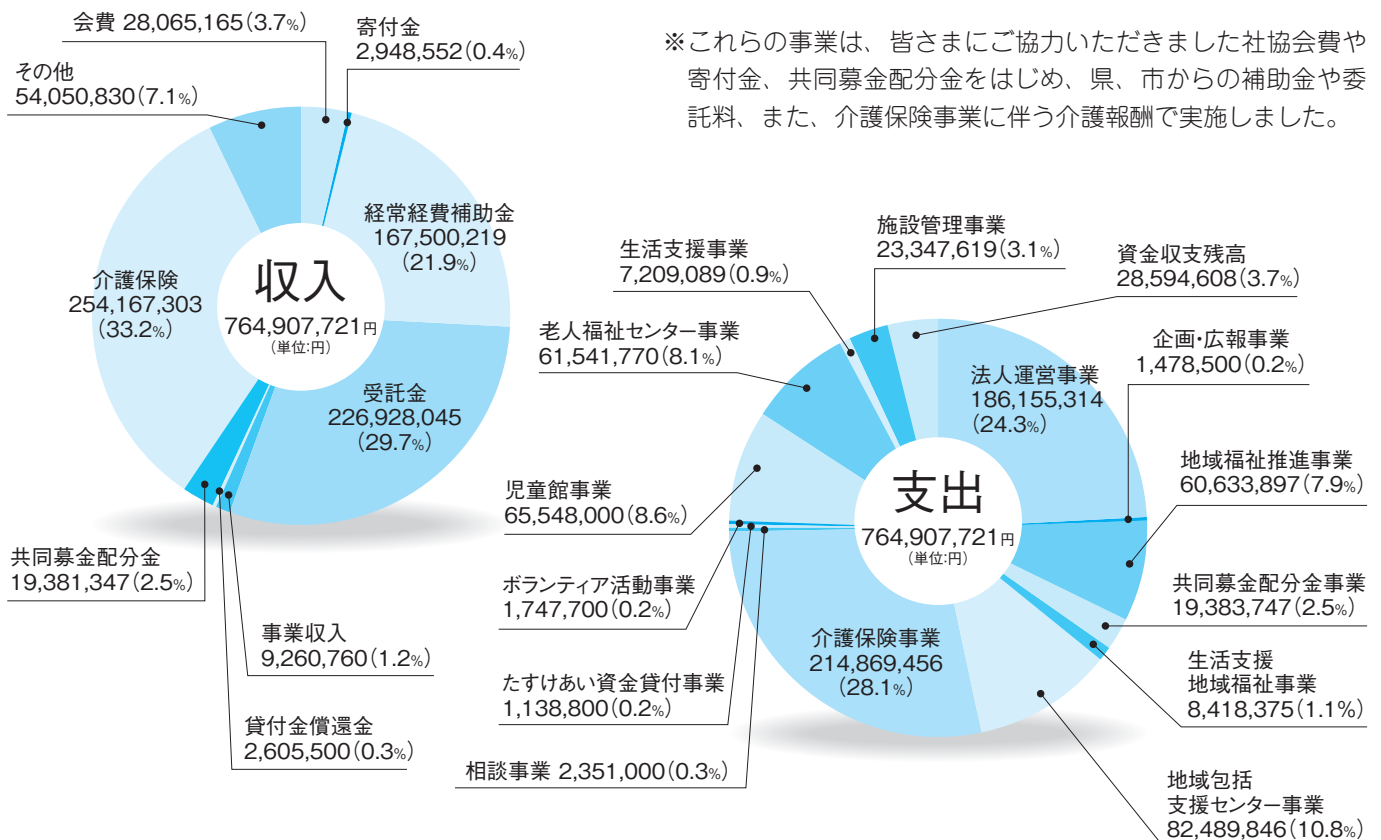 会費 28,065,165(3.7%)
寄付金
2,948,552(0.4%)
その他
54,050,830(7.1%)
経常経費補助金
167,500,219
(21.9%)
介護保険
254,167,303
(33.2%)
収入
764,907,721円
(単位:円)
受託金
226,928,045
(29.7%)
共同募金配分金
19,381,347(2.5%)
事業収入
9,260,760(1.2%)
貸付金償還金
2,605,500(0.3%)
※これらの事業は、皆さまにご協力いただきました社協会費や
寄付金、共同募金配分金をはじめ、県、市からの補助金や委
託料、また、介護保険事業に伴う介護報酬で実施しました。
生活支援事業
7,209,089(0.9%)
施設管理事業
23,347,619(3.1%)
資金収支残高
28,594,608(3.7%)
老人福祉センター事業
61,541,770(8.1%)
法人運営事業
186,155,314
(24.3%)
企画・広報事業
1,478,500(0.2%)
地域福祉推進事業
60,633,897(7.9%)
支出
764,907,721円
(単位:円)
児童館事業
65,548,000(8.6%)
共同募金配分金事業
19,383,747(2.5%)
ボランティア活動事業
1,747,700(0.2%)
介護保険事業
214,869,456
(28.1%)
生活支援
地域福祉事業
8,418,375(1.1%)
たすけあい資金貸付事業
1,138,800(0.2%)
相談事業 2,351,000(0.3%)
地域包括
支援センター事業
82,489,846(10.8%)